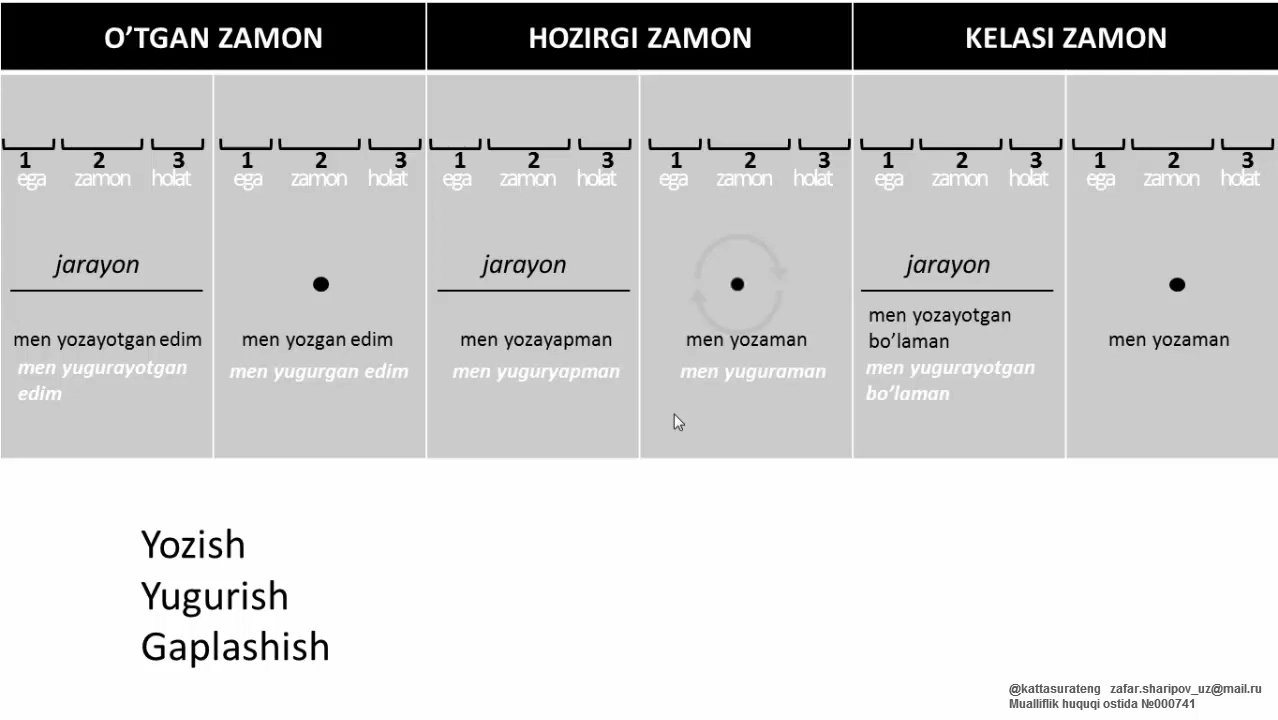 O’TGAN ZAMON
HOZIRGI ZAMON
KELASI ZAMON
1 2 3 1 2 3 1 2 3 1 2 3 1 2 3 1 2 3
ega zamon holat ega zamon holat ega zamon holat ega zamon holat ega zamon holat ega zamon holat
jarayon
men yozayotgan edim
men yugurayotgan
edim
men yozgan edim
men yugurgan edim
jarayon
men yozayapman
men yuguryapman
men yozaman
men yuguraman
jarayon
men yozayotgan
bo’laman
men yugurayotgan
bo’laman
men yozaman
Yozish
Yugurish
Gaplashish
@kattasurateng zafar.sharipov_uz@mail.ru
Mualliflik huquqi ostida №000741